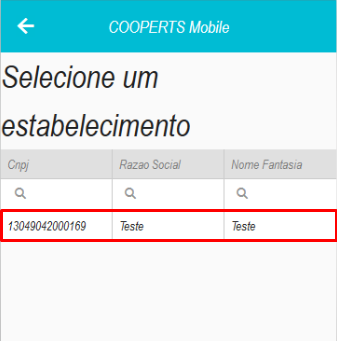 COOPERTS Mobile
Selecione um
estabelecimento
Cnpj Razao Social Nome Fantasia
13049042000169 Teste Teste